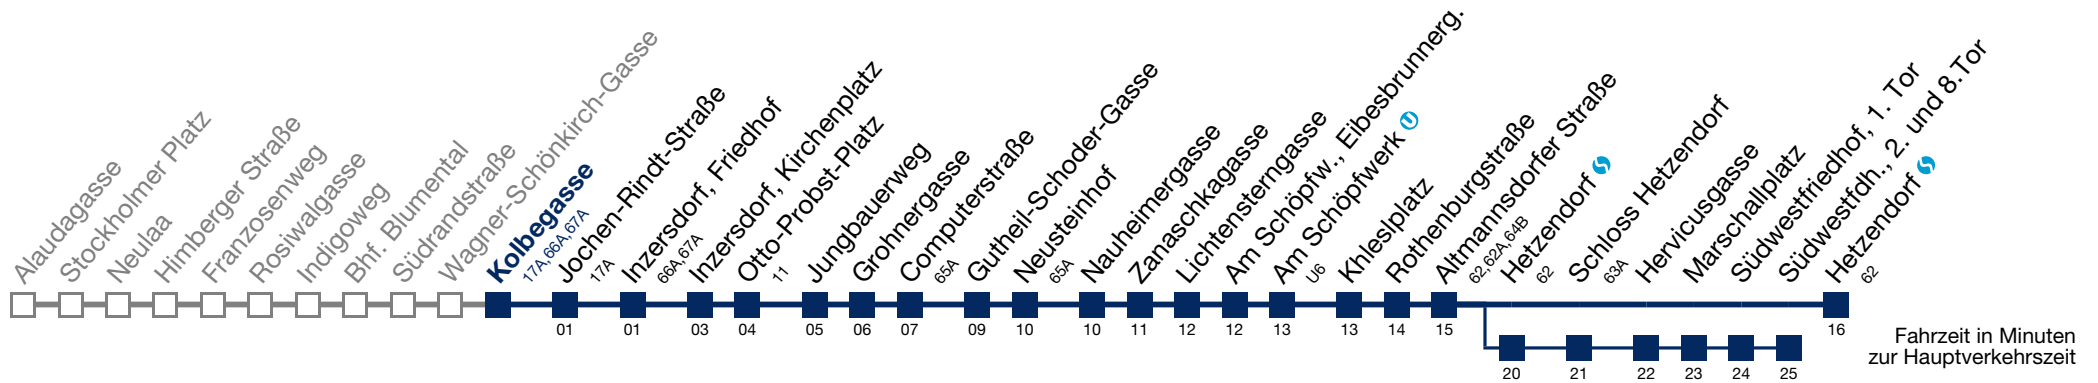 Alaudagasse
Stockholmer Platz
Neulaa
Himberger Straße
Franzosenweg
Rosiwalgasse
Indigoweg
Bhf. Blumental
Südrandstraße
Wagner-Schönkirch-Gasse
Kolbegasse
17A,66A,67A
Jochen-Rindt-Straße
17A
Inzersdorf, Friedhof
66A,67A
Inzersdorf, Kirchenplatz
Otto-Probst-Platz
11
Jungbauerweg
Grohnergasse
Computerstraße
65A
Gutheil-Schoder-Gasse
Neusteinhof
65A
Nauheimergasse
Zanaschkagasse
Lichtensterngasse
Am Schöpfw., Eibesbrunnerg.
Am Schöpfwerk U
U6
Khleslplatz
Rothenburgstraße
Altmannsdorfer Straße
62,62A,64B
Hetzendorf S
62
Schloss Hetzendorf
63A
Hervicusgasse
Marschallplatz
Südwestfriedhof, 1. Tor
Südwestfdh., 2. und 8.Tor
Hetzendorf S
62
01 01 03 04 05 06 07 09 10 10 11 12 12 13 13 14 15 16
20 21 22 23 24 25
Fahrzeit in Minuten
zur Hauptverkehrszeit